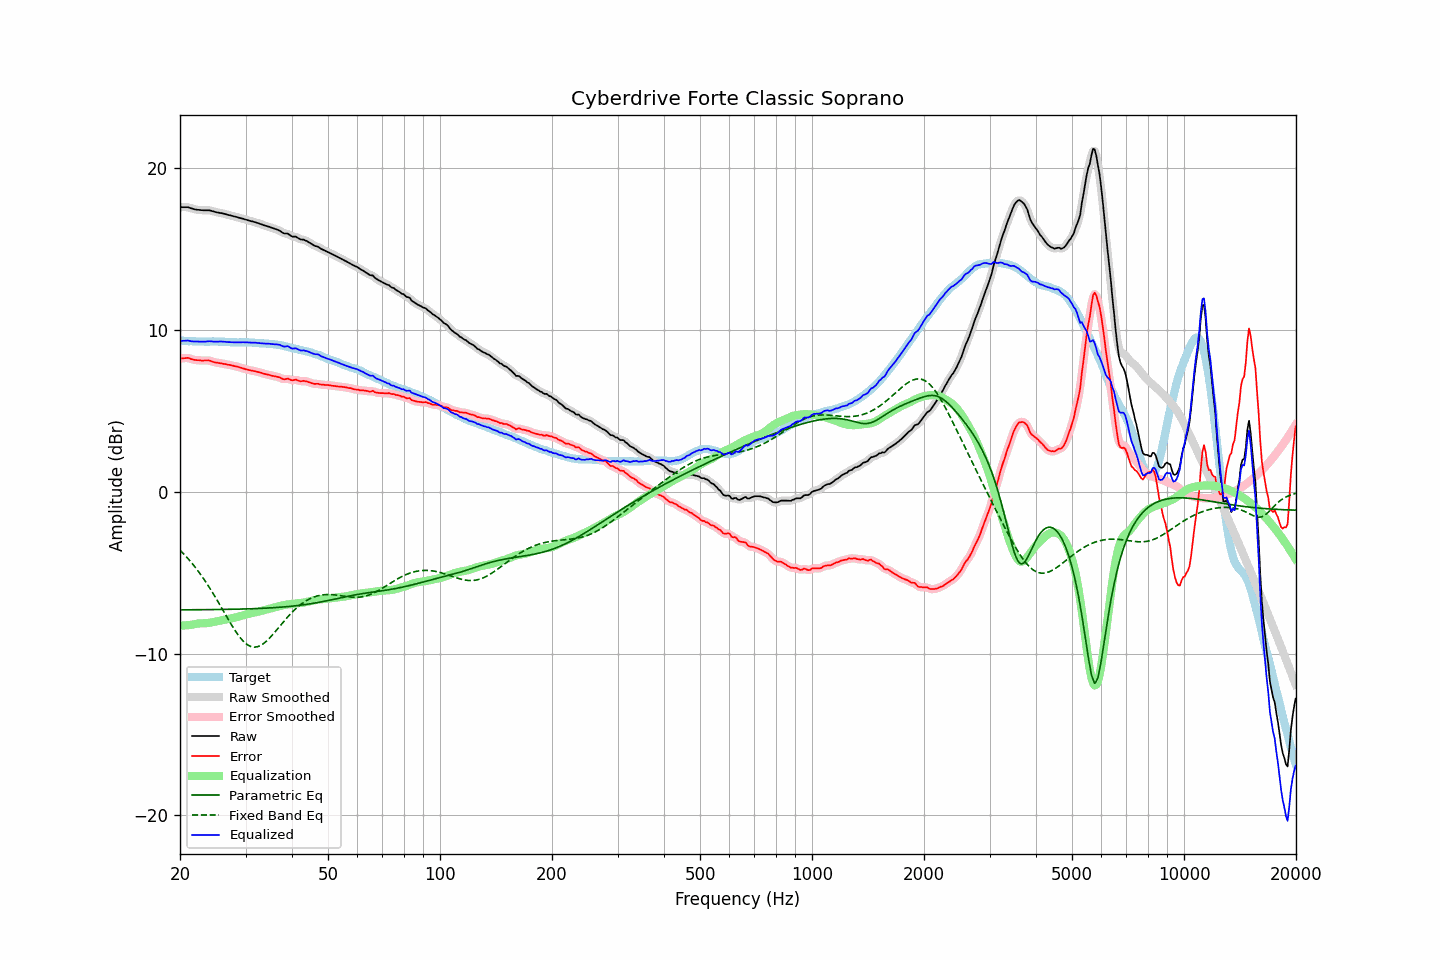 Cyberdrive Forte Classic Soprano
Amplitude (dBr)
20
10
0
−10
−20
Target
Raw Smoothed
Error Smoothed
Raw
Error
Equalization
Parametric Eq
Fixed Band Eq
Equalized
20 50 100 200 500 1000 2000 5000 10000 20000
Frequency (Hz)